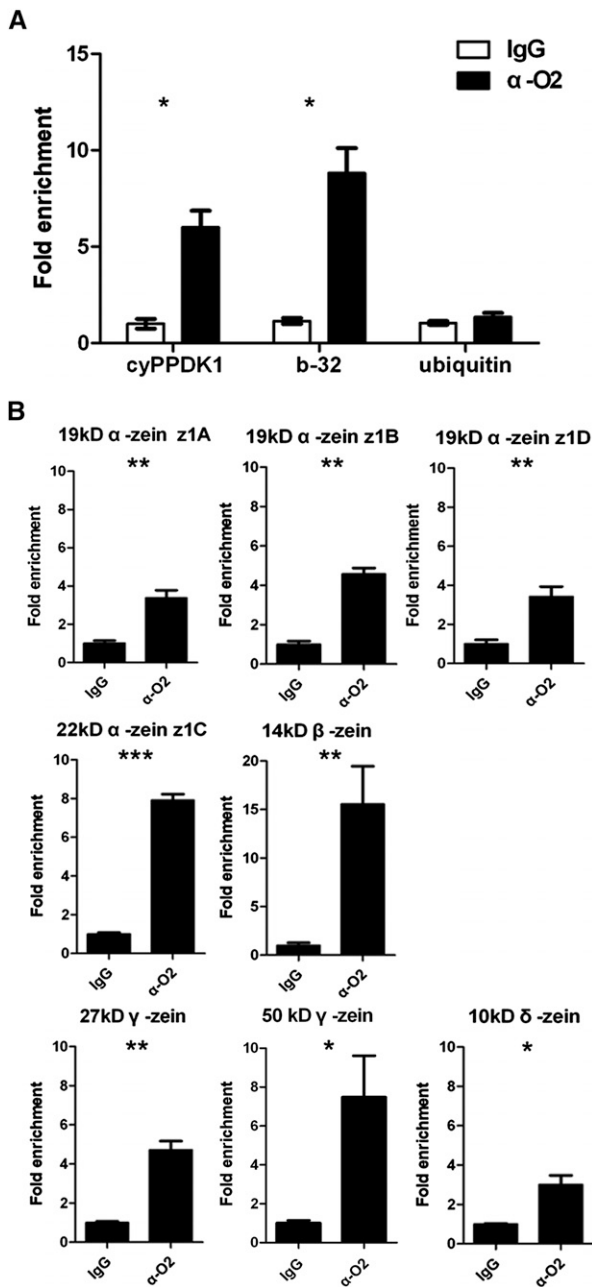 A
IgG
α-O2
Fold enrichment
15
10
5
0
* *
cyPPDK1 b-32 ubiquitin
B
19kD α-zein z1A 19kD α-zein z1B 19kD α-zein z1D
** ** **
Fold enrichment Fold enrichment Fold enrichment
10 10 10
8 8 8
6 6 6
4 4 4
2 2 2
0 0 0
IgG α-O2 IgG α-O2 IgG α-O2
22kD α-zein z1C 14kD β-zein
*** **
Fold enrichment Fold enrichment
10 20
8 15
6 10
4 5
2 0
0
IgG α-O2 IgG α-O2
27kD γ-zein 50 kD γ-zein 10kD δ-zein
** * *
Fold enrichment Fold enrichment Fold enrichment
10 10 10
8 8 8
6 6 6
4 4 4
2 2 2
0 0 0
IgG α-O2 IgG α-O2 IgG α-O2